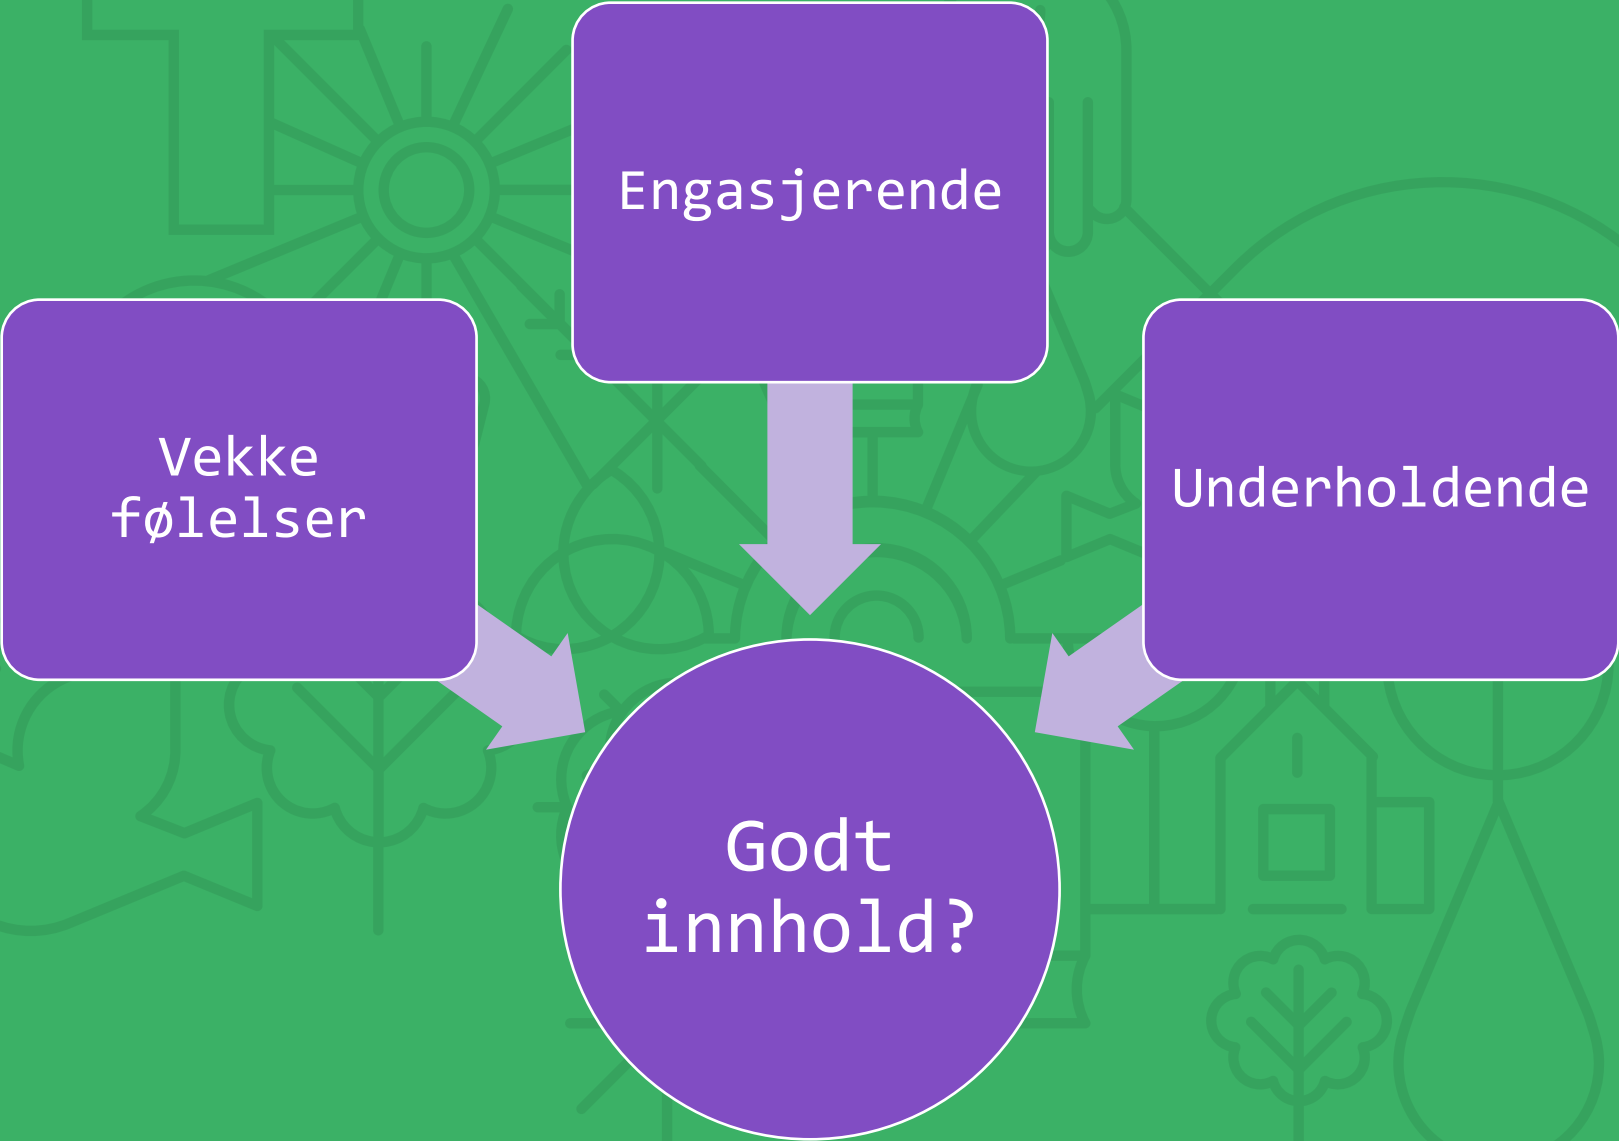 Engasjerende
Vekke
følelser
Underholdende
Godt
innhold?